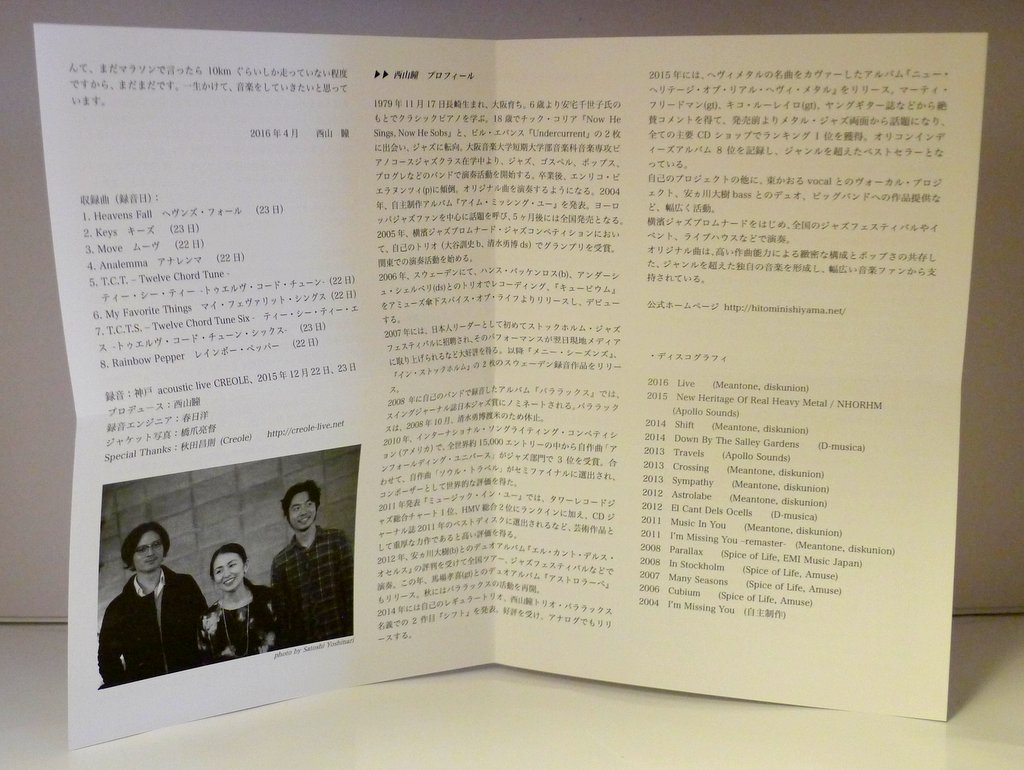 んて、まだマラソンで言ったら 10km ぐらいしか走っていない程度
ですから、まだまだです。一生かけて、音楽をしていきたいと思って
います。
2016 年 4 月　西山　瞳
収録曲（録音日）：
1. Heavens Fall　ヘヴンズ・フォール　（23 日）
2. Keys　キーズ　（23 日）
3. Move　ムーヴ　（22 日）
4. Analemma　アナレンマ　（22 日）
5. T.C.T. – Twelve Chord Tune -
ティー・シー・ティー -トゥエルヴ・コード・チューン- （22 日）
6. My Favorite Things　マイ・フェヴァリット・シングス（22 日）
7. T.C.T.S. – Twelve Chord Tune Six -　ティー・シー・ティー・エ
ス -トゥエルヴ・コード・チューン・シックス-　（23 日）
8. Rainbow Pepper　レインボー・ペッパー　（22 日）
録音：神戸 acoustic live CREOLE、2015 年 12 月 22 日、23 日
プロデュース：西山瞳
録音エンジニア：春日洋
ジャケット写真：橋爪亮督
Special Thanks：秋田昌則 (Creole)　http://creole-live.net
photo by Satoshi Yoshinari
▶▶ 西山瞳　プロフィール
1979 年 11 月 17 日長崎生まれ、大阪育ち。6 歳より安宅千世子氏の
もとでクラシックピアノを学ぶ。18 歳でチック・コリア『Now He
Sings, Now He Sobs』と、ビル・エバンス『Undercurrent』の 2 枚
に出会い、ジャズに転向。大阪音楽大学短期大学部音楽科音楽専攻ピ
アノコースジャズクラス在学中より、ジャズ、ゴスペル、ポップス、
プログレなどのバンドで演奏活動を開始する。卒業後、エンリコ・ピ
エラヌンツィ(p)に傾倒。オリジナル曲を演奏するようになる。2004
年、自主制作アルバム『アイム・ミッシング・ユー』を発表。ヨーロ
ッパジャズファンを中心に話題を呼び、5ヶ月後には全国発売となる。
2005 年、横濱ジャズプロムナード・ジャズコンペティションにおい
て、自己のトリオ（大谷訓史 b、清水勇博 ds）でグランプリを受賞。
関東での演奏活動を始める。
2006 年、スウェーデンにて、ハンス・バッケンロス(b)、アンダーシ
ュ・シェルベリ(ds)とのトリオでレコーディング、『キュービウム』
をアミューズ傘下スパイス・オブ・ライフよりリリースし、デビュー
する。
2007 年には、日本人リーダーとして初めてストックホルム・ジャズ
フェスティバルに招聘され、そのパフォーマンスが翌日現地メディア
に取り上げられるなど大好評を得る。以降『メニー・シーズンズ』、
『イン・ストックホルム』の 2 枚のスウェーデン録音作品をリリー
ス。
2008 年に自己のバンドで録音したアルバム『パララックス』では、
スイングジャーナル誌日本ジャズ賞にノミネートされる。パララック
スは、2008 年 10 月、清水勇博渡米のため休止。
2010 年、インターナショナル・ソングライティング・コンペティシ
ョン（アメリカ）で、全世界約 15,000 エントリーの中から自作曲「ア
ンフォールディング・ユニバース」がジャズ部門で 3 位を受賞。合
わせて、自作曲「ソウル・トラベル」がセミファイナルに選出され、
コンポーザーとして世界的な評価を得た。
2011 年発表『ミュージック・イン・ユー』では、タワーレコードジ
ャズ総合チャート 1 位、HMV 総合 2 位にランクインに加え、CD ジ
ャーナル誌 2011 年のベストディスクに選出されるなど、芸術作品と
して重厚な力作であると高い評価を得る。
2012 年、安ヵ川大樹(b)とのデュオアルバム『エル・カント・デルス・
オセルス』の評判を受けて全国ツアー、ジャズフェスティバルなどで
演奏。この年、馬場孝喜(gt)とのデュオアルバム『アストロラーベ』
もリリース。秋にはパララックスの活動を再開。
2014 年には自己のレギュラートリオ、西山瞳トリオ・パララックス
名義での 2 作目『シフト』を発表。好評を受け、アナログでもリリ
ースする。
2015 年には、ヘヴィメタルの名曲をカヴァーしたアルバム『ニュー・
ヘリテージ・オブ・リアル・ヘヴィ・メタル』をリリース。マーティ・
フリードマン(gt)、キコ・ルーレイロ(gt)、ヤングギター誌などから絶
賛コメントを得て、発売前よりメタル・ジャズ両面から話題になり、
全ての主要 CD ショップでランキング 1 位を獲得。オリコンインデ
ィーズアルバム 8 位を記録し、ジャンルを超えたベストセラーとな
っている。
自己のプロジェクトの他に、東かおる vocal とのヴォーカル・プロジ
ェクト、安ヵ川大樹 bass とのデュオ、ビッグバンドへの作品提供な
ど、幅広く活動。
横濱ジャズプロムナードをはじめ、全国のジャズフェスティバルやイ
ベント、ライブハウスなどで演奏。
オリジナル曲は、高い作曲能力による緻密な構成とポップさの共存し
た、ジャンルを超えた独自の音楽を形成し、幅広い音楽ファンから支
持されている。
公式ホームページ http://hitominishiyama.net/
・ディスコグラフィ
2016　Live　(Meantone, diskunion)
2015　New Heritage Of Real Heavy Metal / NHORHM
(Apollo Sounds)
2014　Shift　(Meantone, diskunion)
2014　Down By The Salley Gardens　(D-musica)
2013　Travels　(Apollo Sounds)
2013　Crossing　(Meantone, diskunion)
2013　Sympathy　(Meantone, diskunion)
2012　Astrolabe　(Meantone, diskunion)
2012　El Cant Dels Ocells　(D-musica)
2011　Music In You　(Meantone, diskunion)
2011　I'm Missing You –remaster-　(Meantone, diskunion)
2008　Parallax　(Spice of Life, EMI Music Japan)
2008　In Stockholm　(Spice of Life, Amuse)
2007　Many Seasons　(Spice of Life, Amuse)
2006　Cubium　(Spice of Life, Amuse)
2004　I'm Missing You　(自主制作)